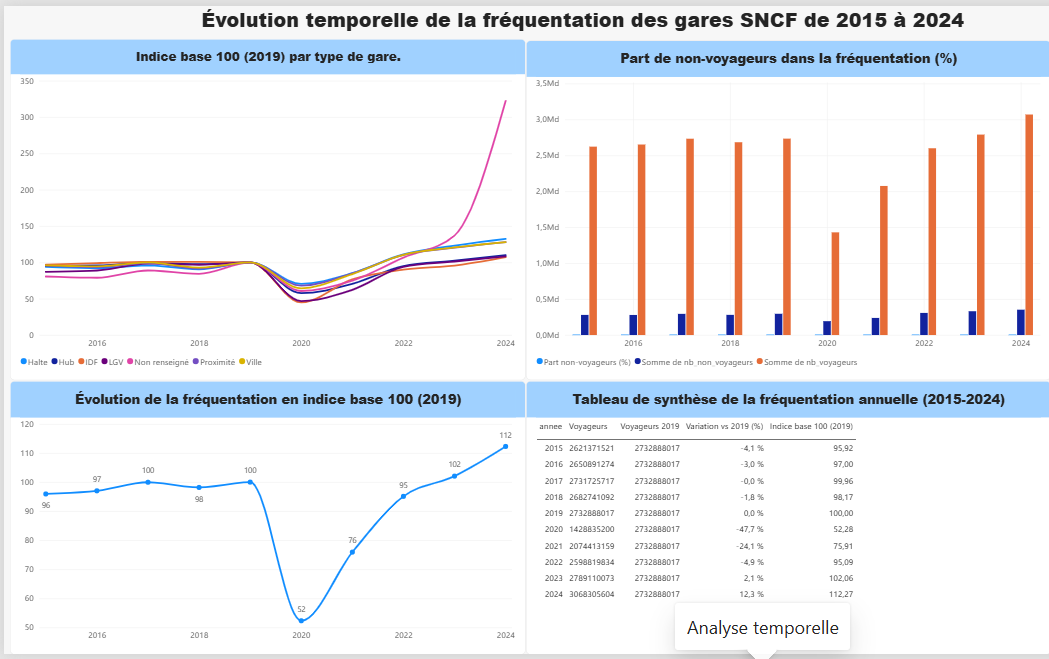 Évolution temporelle de la fréquentation des gares SNCF de 2015 à 2024
Indice base 100 (2019) par type de gare.
350
300
250
200
150
100
50
0
2016
2018
2020
2022
2024
Halte Hub IDF LGV Non renseigné Proximité Ville
Part de non-voyageurs dans la fréquentation (%)
3,5Md
3,0Md
2,5Md
2,0Md
1,5Md
1,0Md
0,5Md
0,0Md
2016
2018
2020
2022
2024
Part non-voyageurs (%) Somme de nb_non_voyageurs Somme de nb_voyageurs
Évolution de la fréquentation en indice base 100 (2019)
120
110
100
90
80
70
60
50
96
97
100
98
100
52
76
95
102
112
2016
2018
2020
2022
2024
Tableau de synthèse de la fréquentation annuelle (2015-2024)
annee Voyageurs Voyageurs 2019 Variation vs 2019 (%) Indice base 100 (2019)
2015 2621371521 2732888017 -4,1 % 95,92
2016 2650891274 2732888017 -3,0 % 97,00
2017 2731725717 2732888017 -0,0 % 99,96
2018 2682741092 2732888017 -1,8 % 98,17
2019 2732888017 2732888017 0,0 % 100,00
2020 1428835200 2732888017 -47,7 % 52,28
2021 2074413159 2732888017 -24,1 % 75,91
2022 2598819834 2732888017 -4,9 % 95,09
2023 2789110073 2732888017 2,1 % 102,06
2024 3068305604 2732888017 12,3 % 112,27
Analyse temporelle